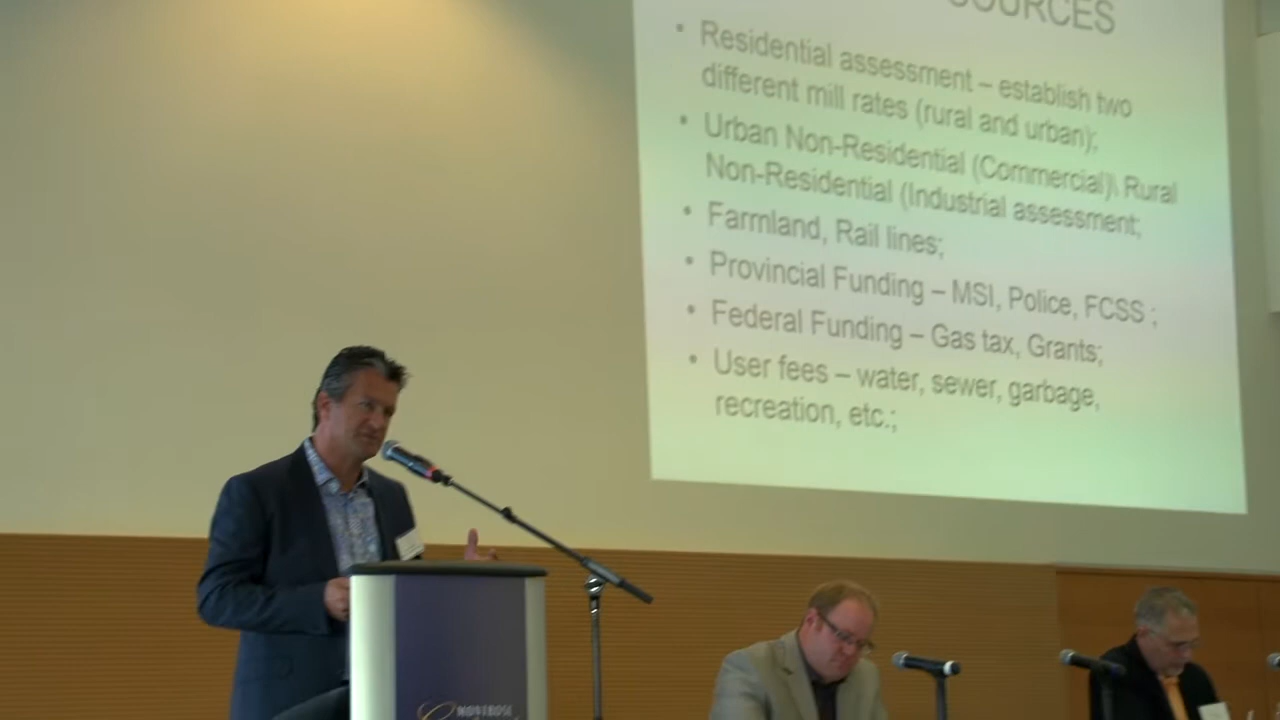 SOURCES
• Residential assessment – establish two
different mill rates (rural and urban);
• Urban Non-Residential (Commercial)\ Rural
Non-Residential (Industrial assessment;
• Farmland, Rail lines;
• Provincial Funding – MSI, Police, FCSS ;
• Federal Funding – Gas tax, Grants;
• User fees – water, sewer, garbage,
recreation, etc.;
MONTROSE